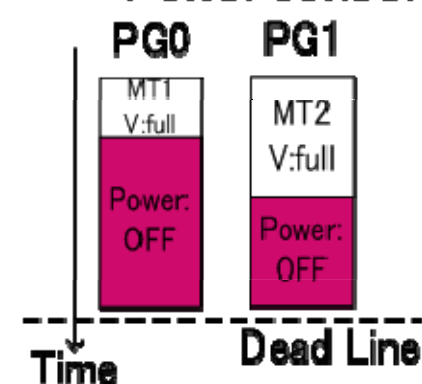 PG0 PG1
MT1
V:full
MT2
V:full
Power:
OFF
Power:
OFF
Dead Line
Time